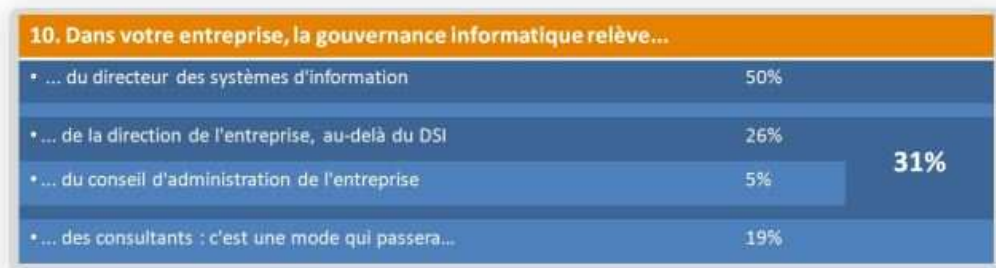 10. Dans votre entreprise, la gouvernance informatique relève...
• ... du directeur des systèmes d'information 50%
• ... de la direction de l'entreprise, au-delà du DSI 26%
31%
• ... du conseil d'administration de l'entreprise 5%
• ... des consultants : c'est une mode qui passera... 19%